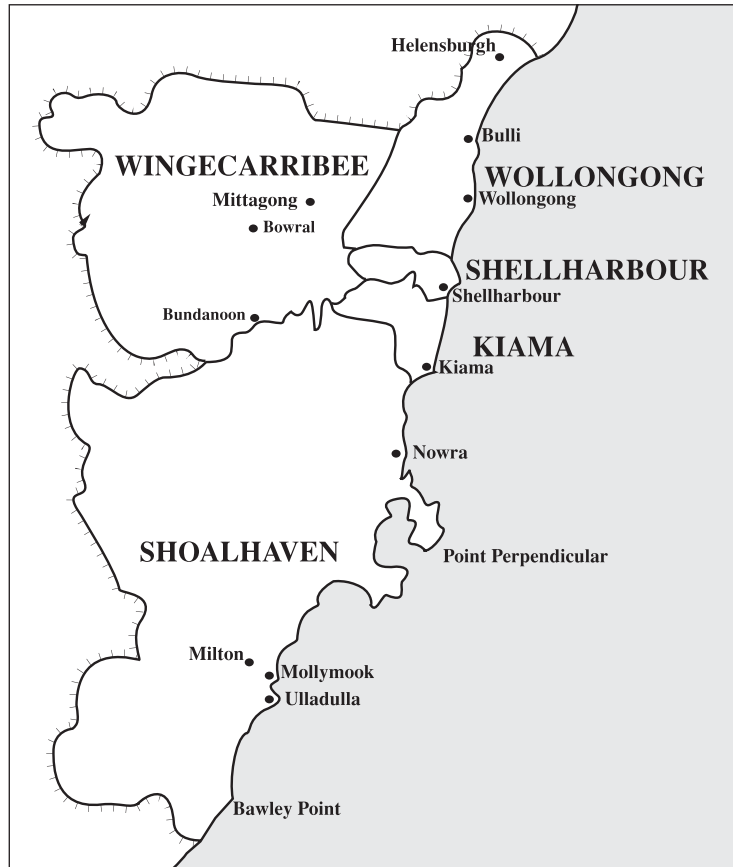 Helensburgh
Bulli
WINGECARRIBEE
WOLLONGONG
Mittagong
Wollongong
Bowral
SHELLHARBOUR
Shellharbour
Bundanoon
KIAMA
Kiama
Nowra
SHOALHAVEN
Point Perpendicular
Milton
Mollymook
Ulladulla
Bawley Point